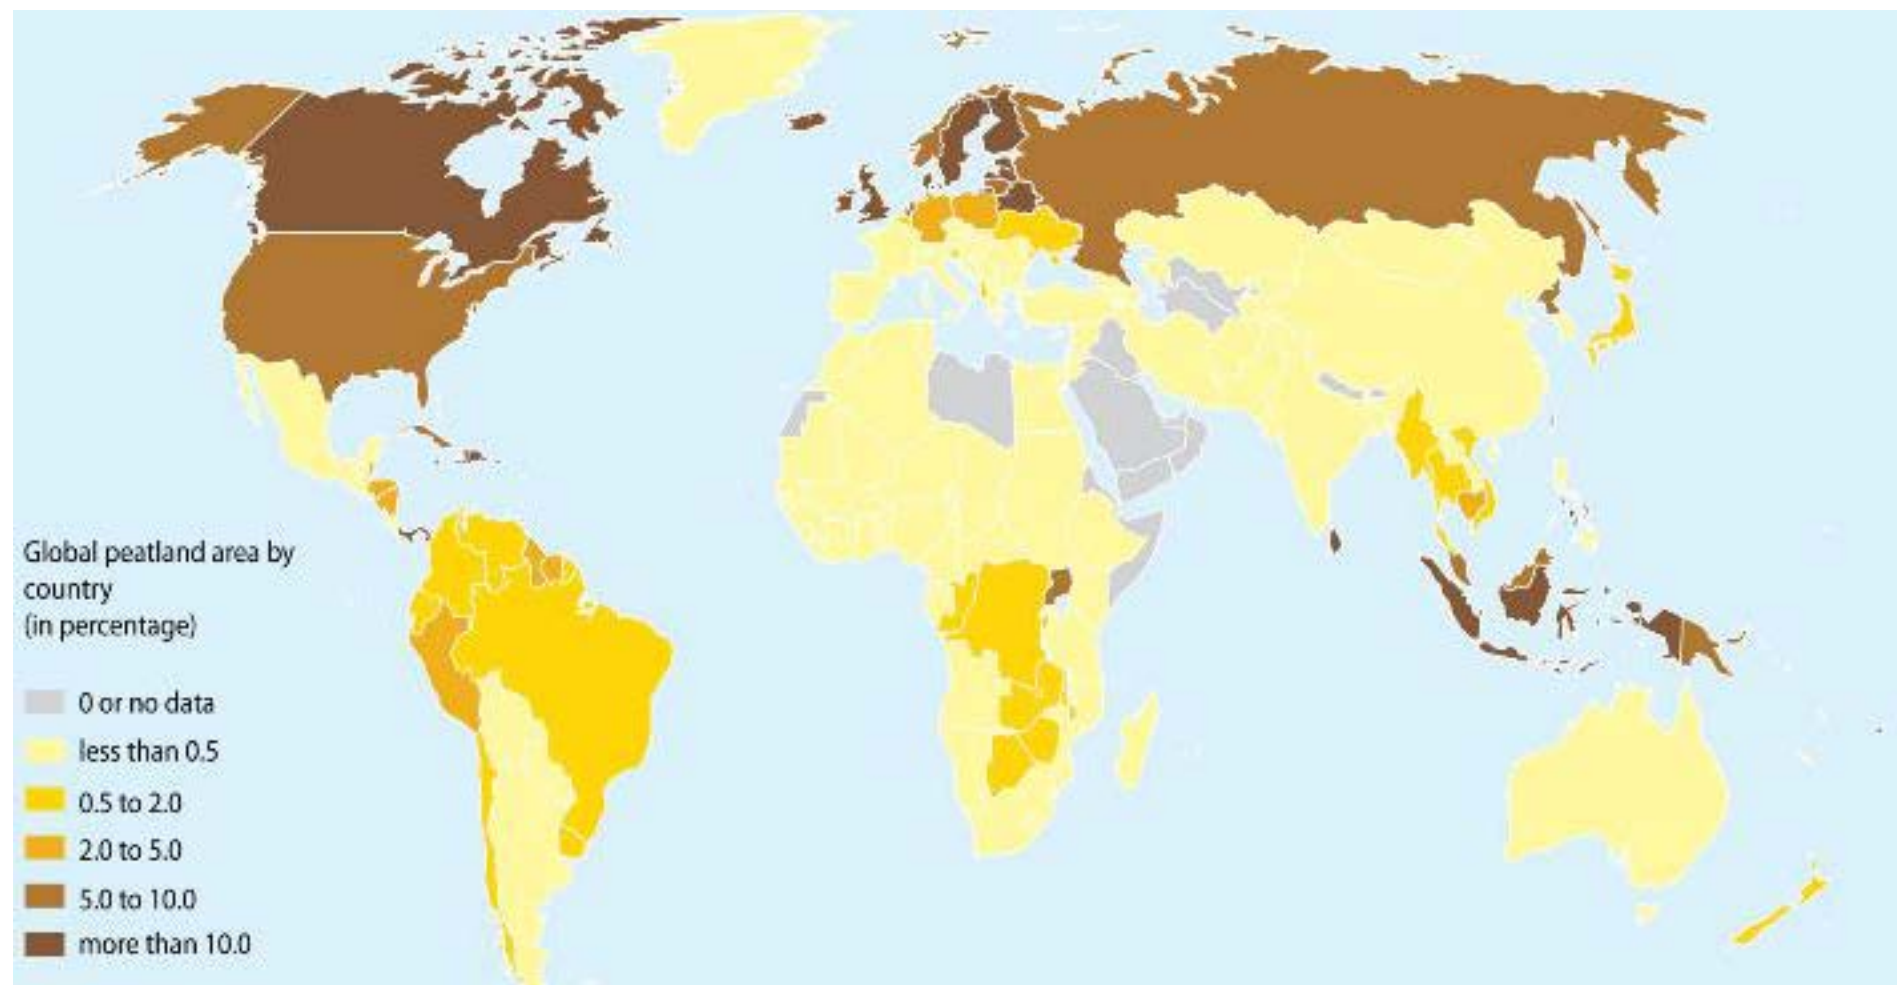 Global peatland area by
country
(in percentage)
0 or no data
less than 0.5
0.5 to 2.0
2.0 to 5.0
5.0 to 10.0
more than 10.0